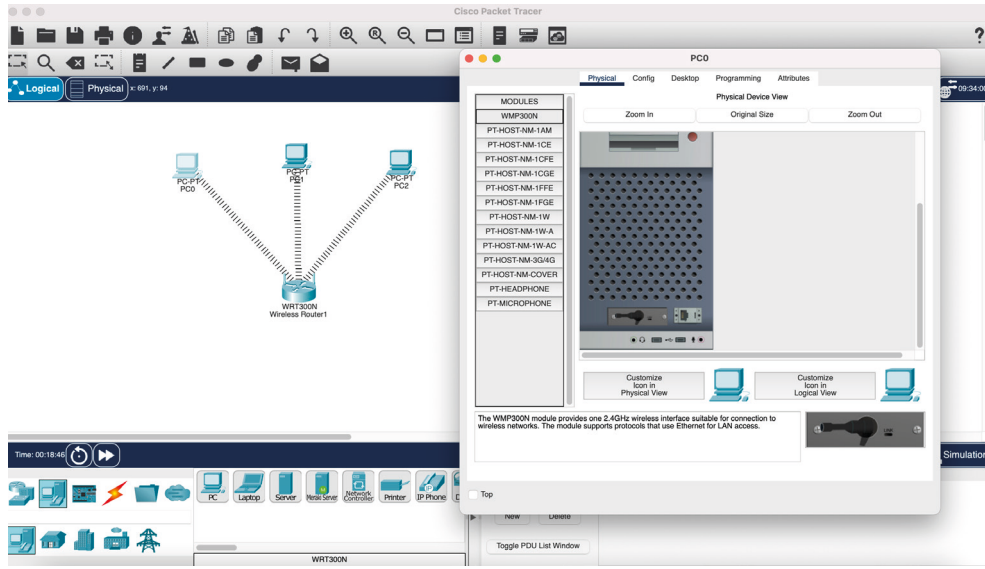 Cisco Packet Tracer
?
Logical
Physical
x: 691, y: 94
09:34:00
PC-PT
PC0
PC-PT
PC1
PC-PT
PC2
WRT300N
Wireless Router1
PC0
Physical
Config
Desktop
Programming
Attributes
MODULES
WMP300N
PT-HOST-NM-1AM
PT-HOST-NM-1CE
PT-HOST-NM-1CFE
PT-HOST-NM-1CGE
PT-HOST-NM-1FFE
PT-HOST-NM-1FGE
PT-HOST-NM-1W
PT-HOST-NM-1W-A
PT-HOST-NM-1W-AC
PT-HOST-NM-3G/4G
PT-HOST-NM-COVER
PT-HEADPHONE
PT-MICROPHONE
Physical Device View
Zoom In
Original Size
Zoom Out
Customize
Icon in
Physical View
Customize
Icon in
Logical View
The WMP300N module provides one 2.4GHz wireless interface suitable for connection to
wireless networks. The module supports protocols that use Ethernet for LAN access.
Top
Time: 00:18:46
Simulation
PC
Laptop
Server
Meraki Server
Network
Controller
Printer
IP Phone
New
Delete
Toggle PDU List Window
WRT300N